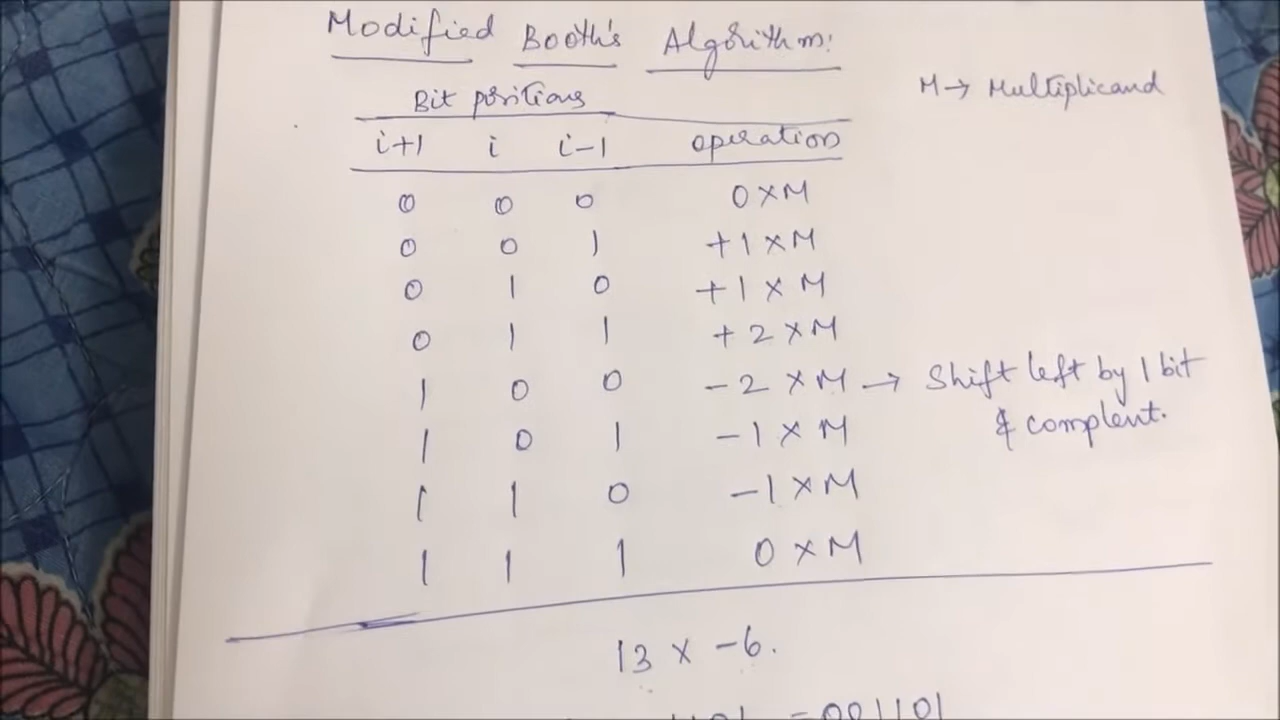 Modified Booth's Algorithm:
M → Multiplicand
Bit positions
i+1 i i-1 operation
0 0 0 0 x M
0 0 1 +1 x M
0 1 0 +1 x M
0 1 1 +2 x M
1 0 0 -2 x M → Shift left by 1 bit
& complent.
1 0 1 -1 x M
1 1 0 -1 x M
1 1 1 0 x M
13 x -6.
= 001101